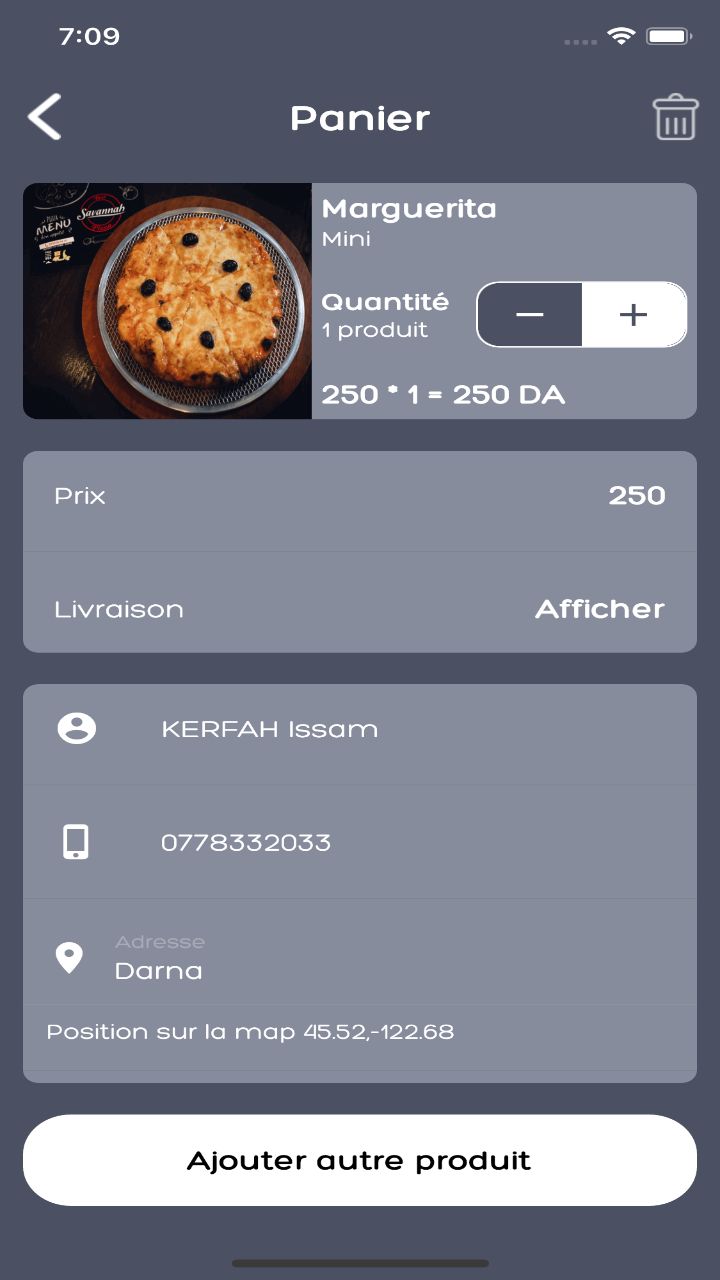 7:09
Panier
MENU
Savannah
Marguerita
Mini
Quantité
1 produit
250 * 1 = 250 DA
Prix
250
Livraison
Afficher
KERFAH Issam
0778332033
Adresse
Darna
Position sur la map 45.52,-122.68
Ajouter autre produit